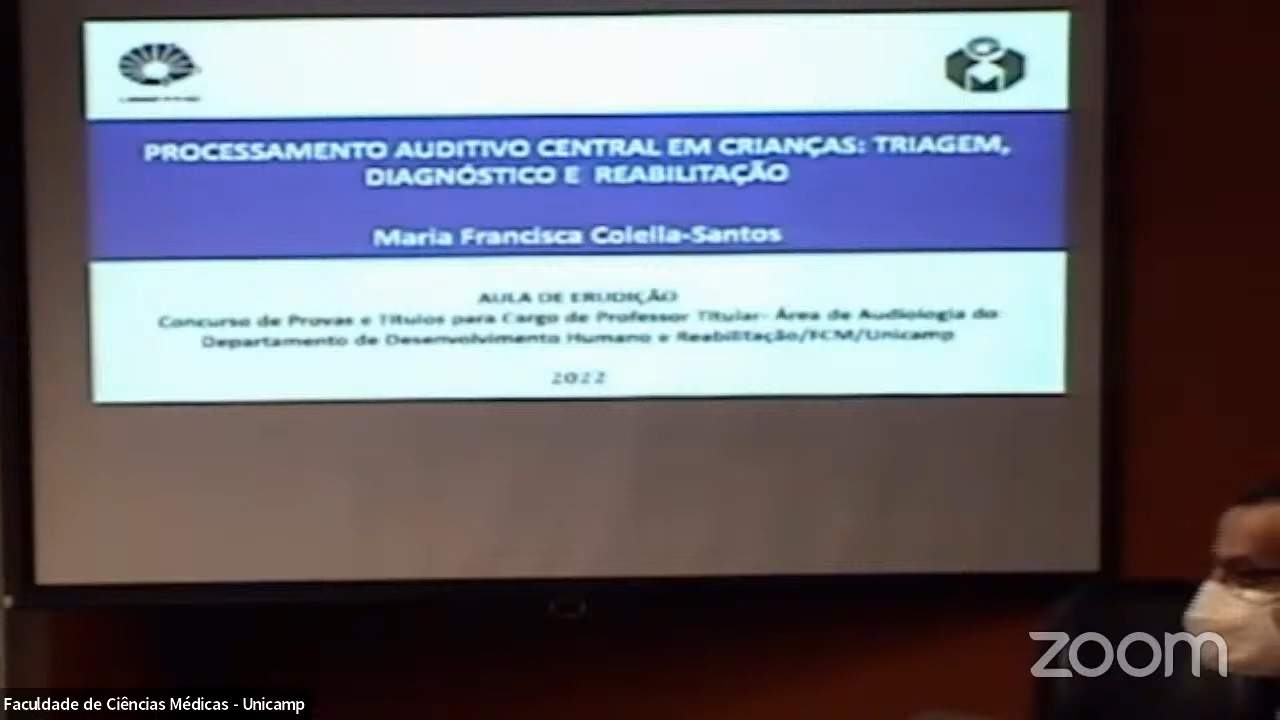 PROCESSAMENTO AUDITIVO CENTRAL EM CRIANÇAS: TRIAGEM,
DIAGNÓSTICO E REABILITAÇÃO
Maria Francisca Colella-Santos
AULA DE ERUDIÇÃO
Concurso de Provas e Títulos para Cargo de Professor Titular- Área de Audiologia do
Departamento de Desenvolvimento Humano e Reabilitação/FCM/Unicamp
2022
zoom
Faculdade de Ciências Médicas - Unicamp